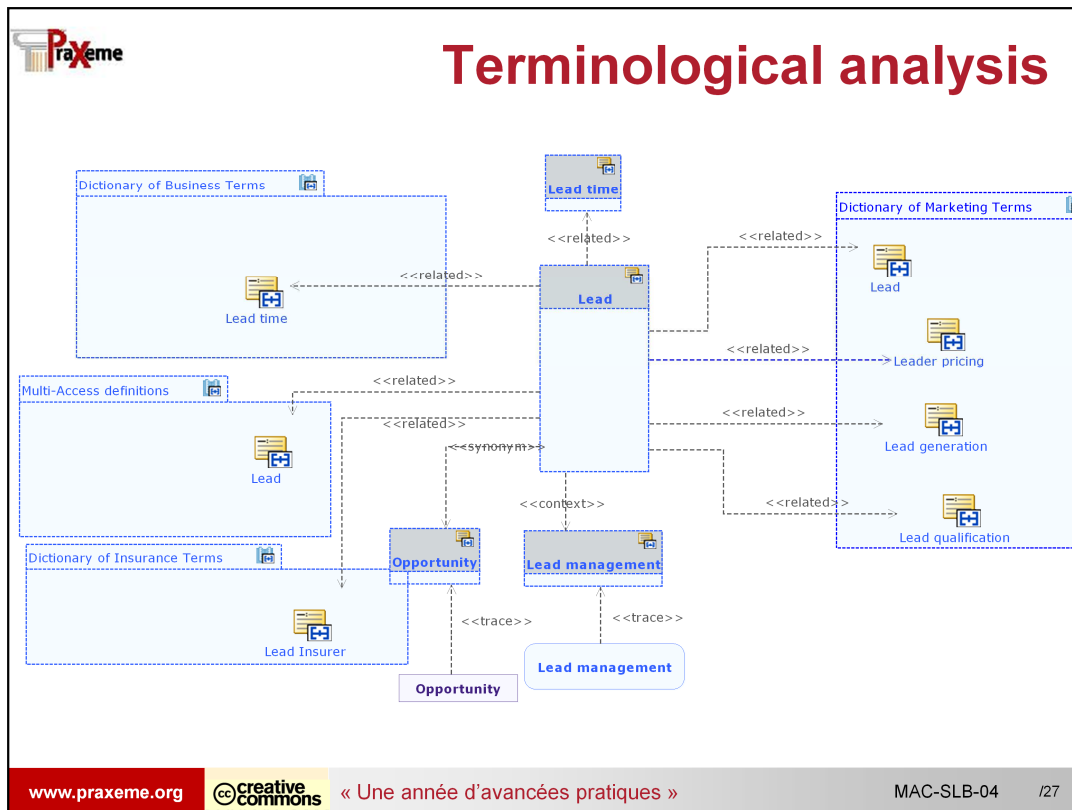 PraXeme
Terminological analysis
Dictionary of Business Terms
Lead time
Dictionary of Marketing Terms
<<related>>
<<related>>
Lead
<<related>>
Lead time
Lead
<<related>>
Leader pricing
Multi-Access definitions
<<related>>
Lead
<<related>>
<<related>>
Lead generation
<<synonym>>
<<context>>
<<related>>
Lead qualification
Dictionary of Insurance Terms
Opportunity
Lead management
Lead Insurer
<<trace>>
<<trace>>
Opportunity
Lead management
www.praxeme.org
cc creative commons
« Une année d’avancées pratiques »
MAC-SLB-04
/27